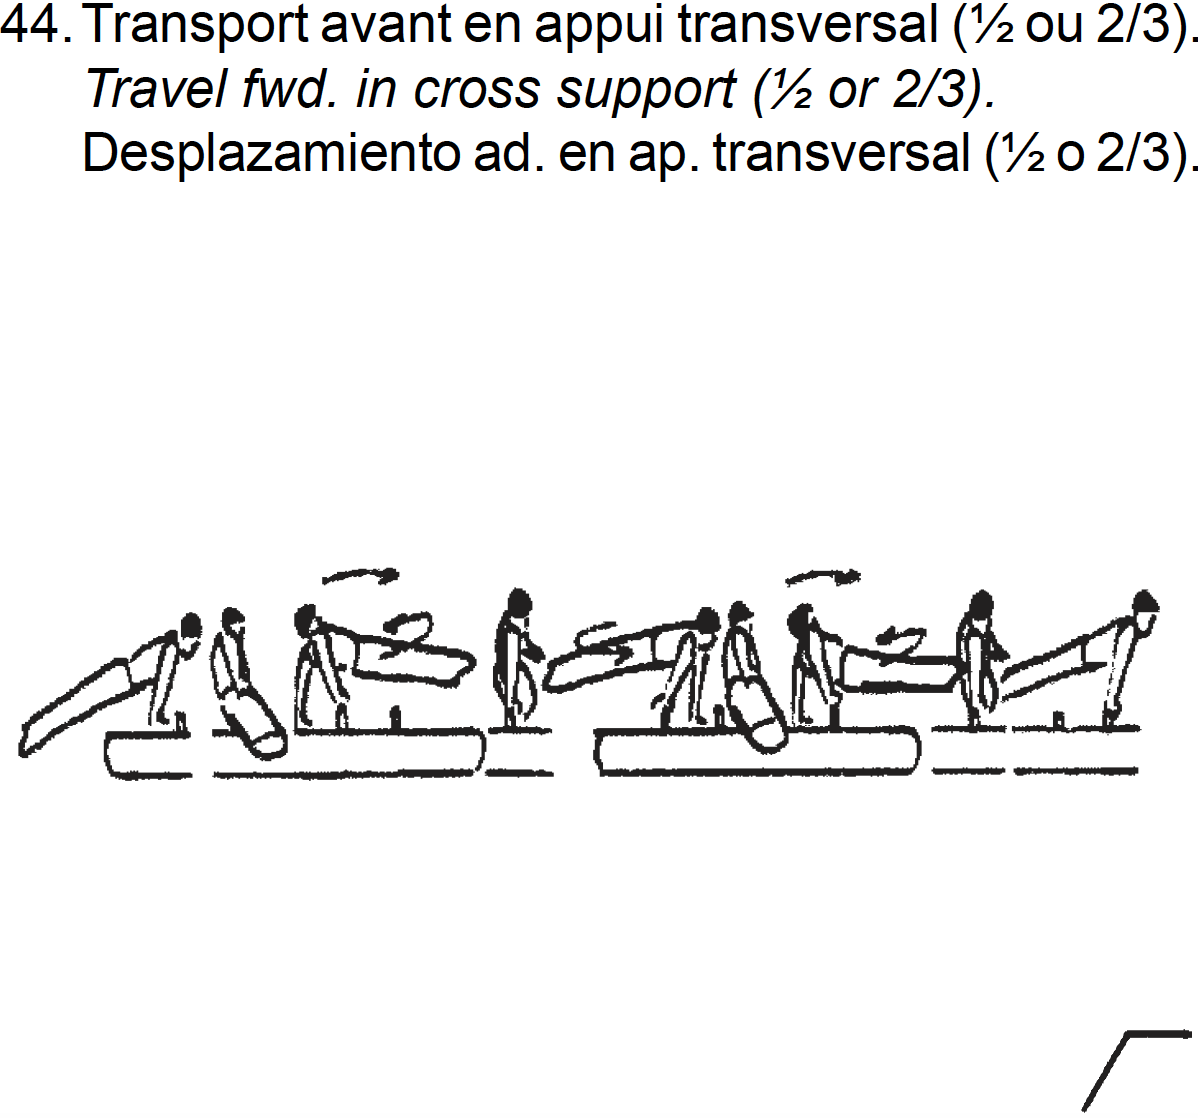 44. Transport avant en appui transversal (½ ou 2/3).
Travel fwd. in cross support (½ or 2/3).
Desplazamiento ad. en ap. transversal (½ o 2/3).